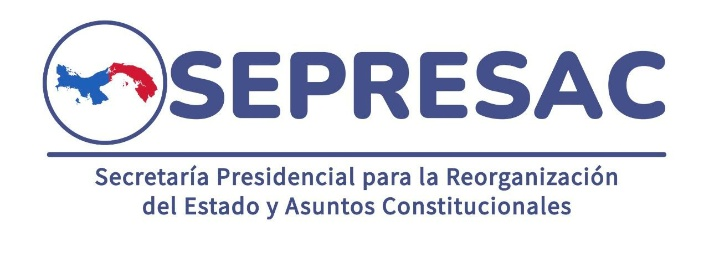 SEPRESAC
Secretaría Presidencial para la Reorganización
del Estado y Asuntos Constitucionales